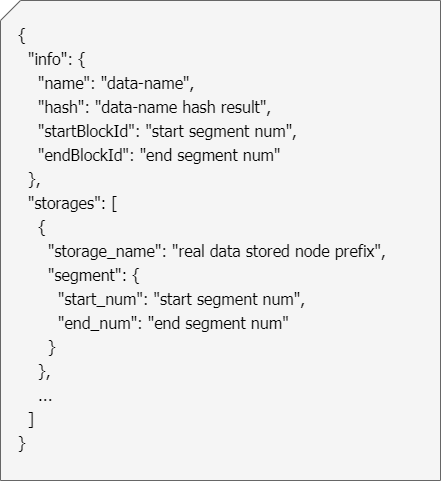 {
"info": {
"name": "data-name",
"hash": "data-name hash result",
"startBlockId": "start segment num",
"endBlockId": "end segment num"
},
"storages": [
{
"storage_name": "real data stored node prefix",
"segment": {
"start_num": "start segment num",
"end_num": "end segment num"
}
},
...
]
}